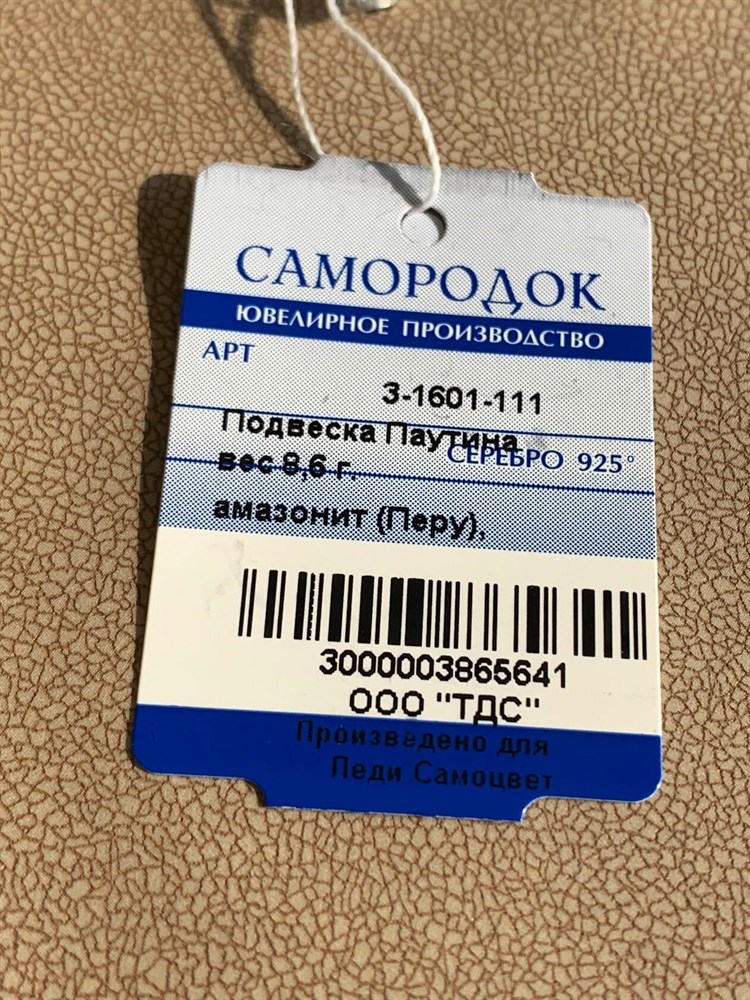 САМОРОДОК
ЮВЕЛИРНОЕ ПРОИЗВОДСТВО
АРТ
3-1601-111
Подвеска Паутина
СЕРЕБРО 925°
вес 8,6 г.
амазонит (Перу),
3000003865641
ООО "ТДС"
Произведено для
Леди Самоцвет